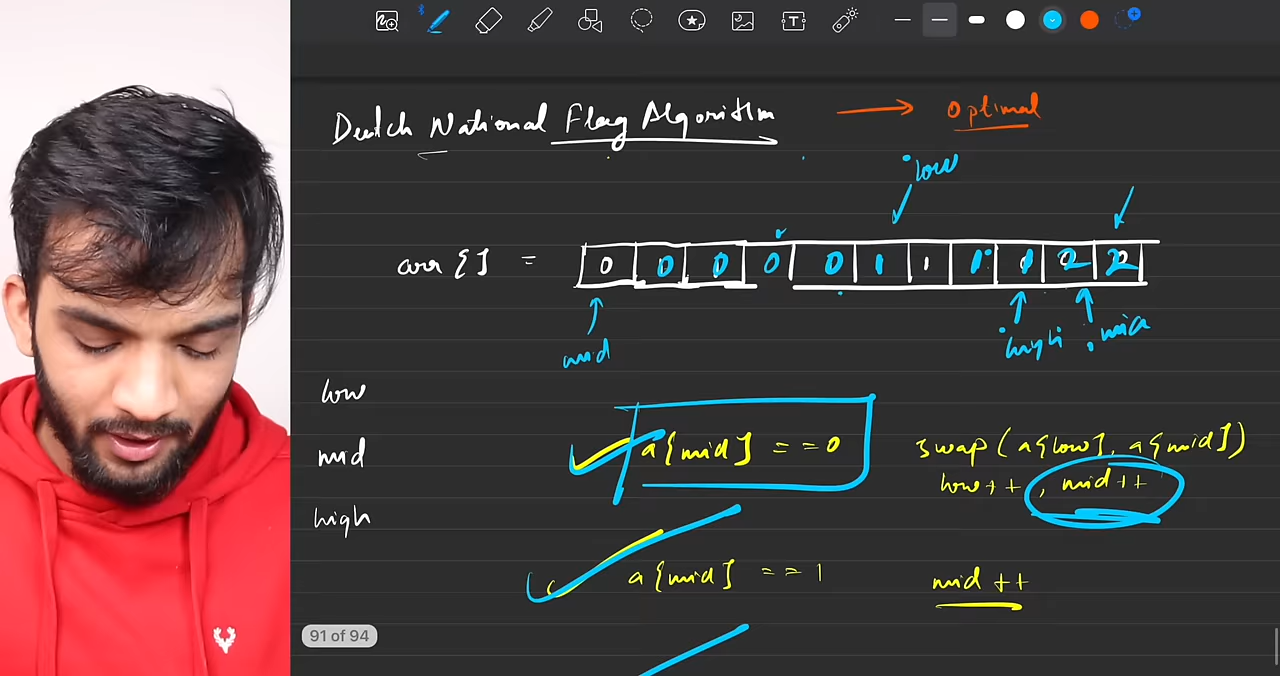 Dutch National Flag Algorithm → Optimal
low
arr[] = 0 0 0 0 0 1 1 1 1 2 2
mid high mid
low
a[mid] == 0 swap(a[low], a[mid])
mid
low++, mid++
high
a[mid] == 1 mid++
91 of 94